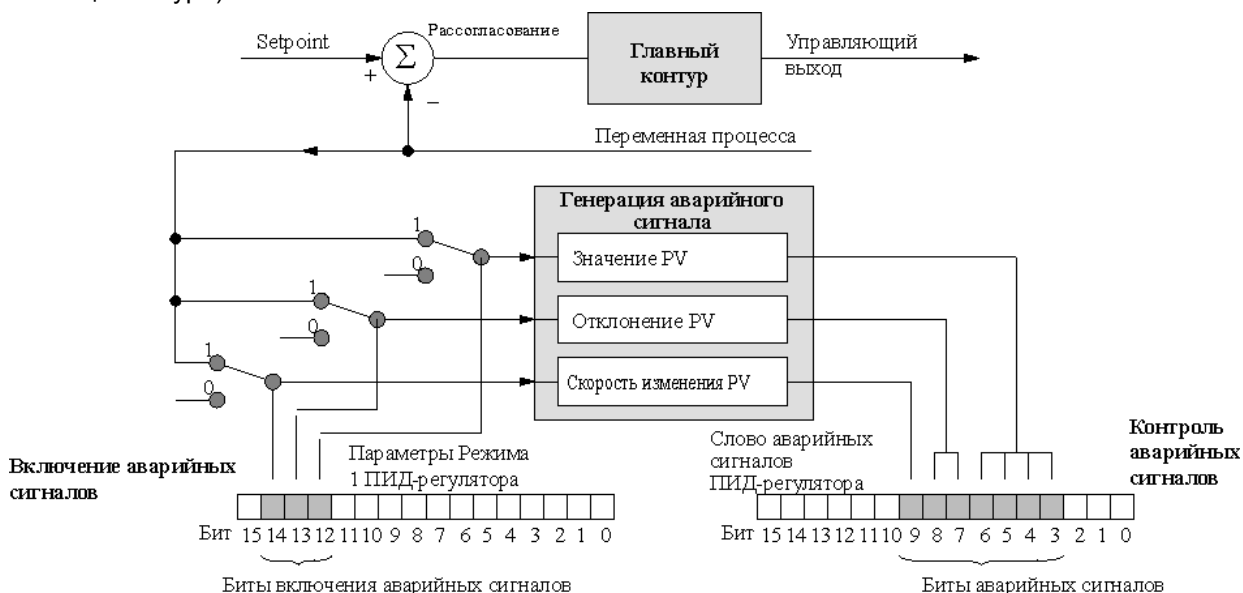 Setpoint
+
Σ
−
Рассогласование
Главный
контур
Управляющий
выход
Переменная процесса
Генерация аварийного
сигнала
1
0
Значение PV
1
0
Отклонение PV
1
0
Скорость изменения PV
Включение аварийных
сигналов
Параметры Режима
1 ПИД-регулятора
Слово аварийных
сигналов
ПИД-регулятора
Контроль
аварийных
сигналов
Бит 15 14 13 12 11 10 9 8 7 6 5 4 3 2 1 0
Бит 15 14 13 12 11 10 9 8 7 6 5 4 3 2 1 0
Биты включения аварийных сигналов
Биты аварийных сигналов